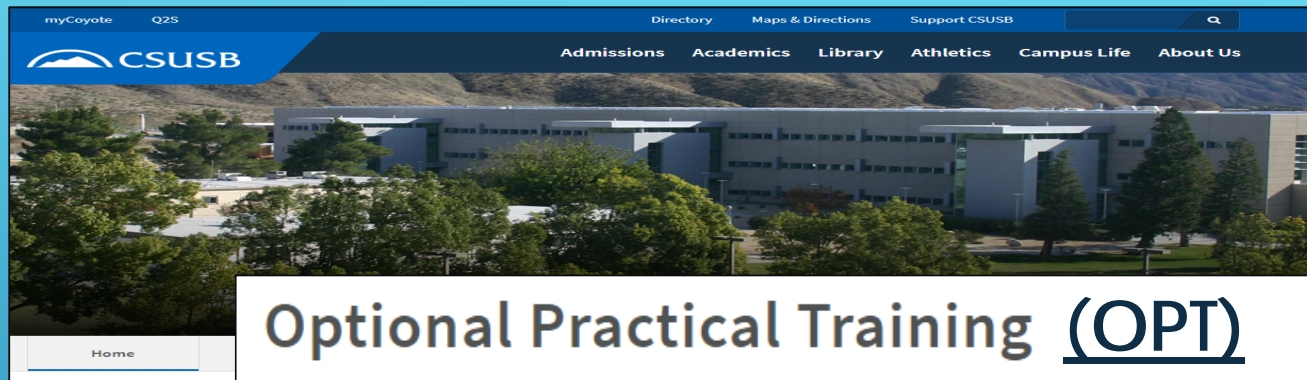 myCoyote Q2S Directory Maps & Directions Support CSUSB
CSUSB Admissions Academics Library Athletics Campus Life About Us
Optional Practical Training (OPT)
Home